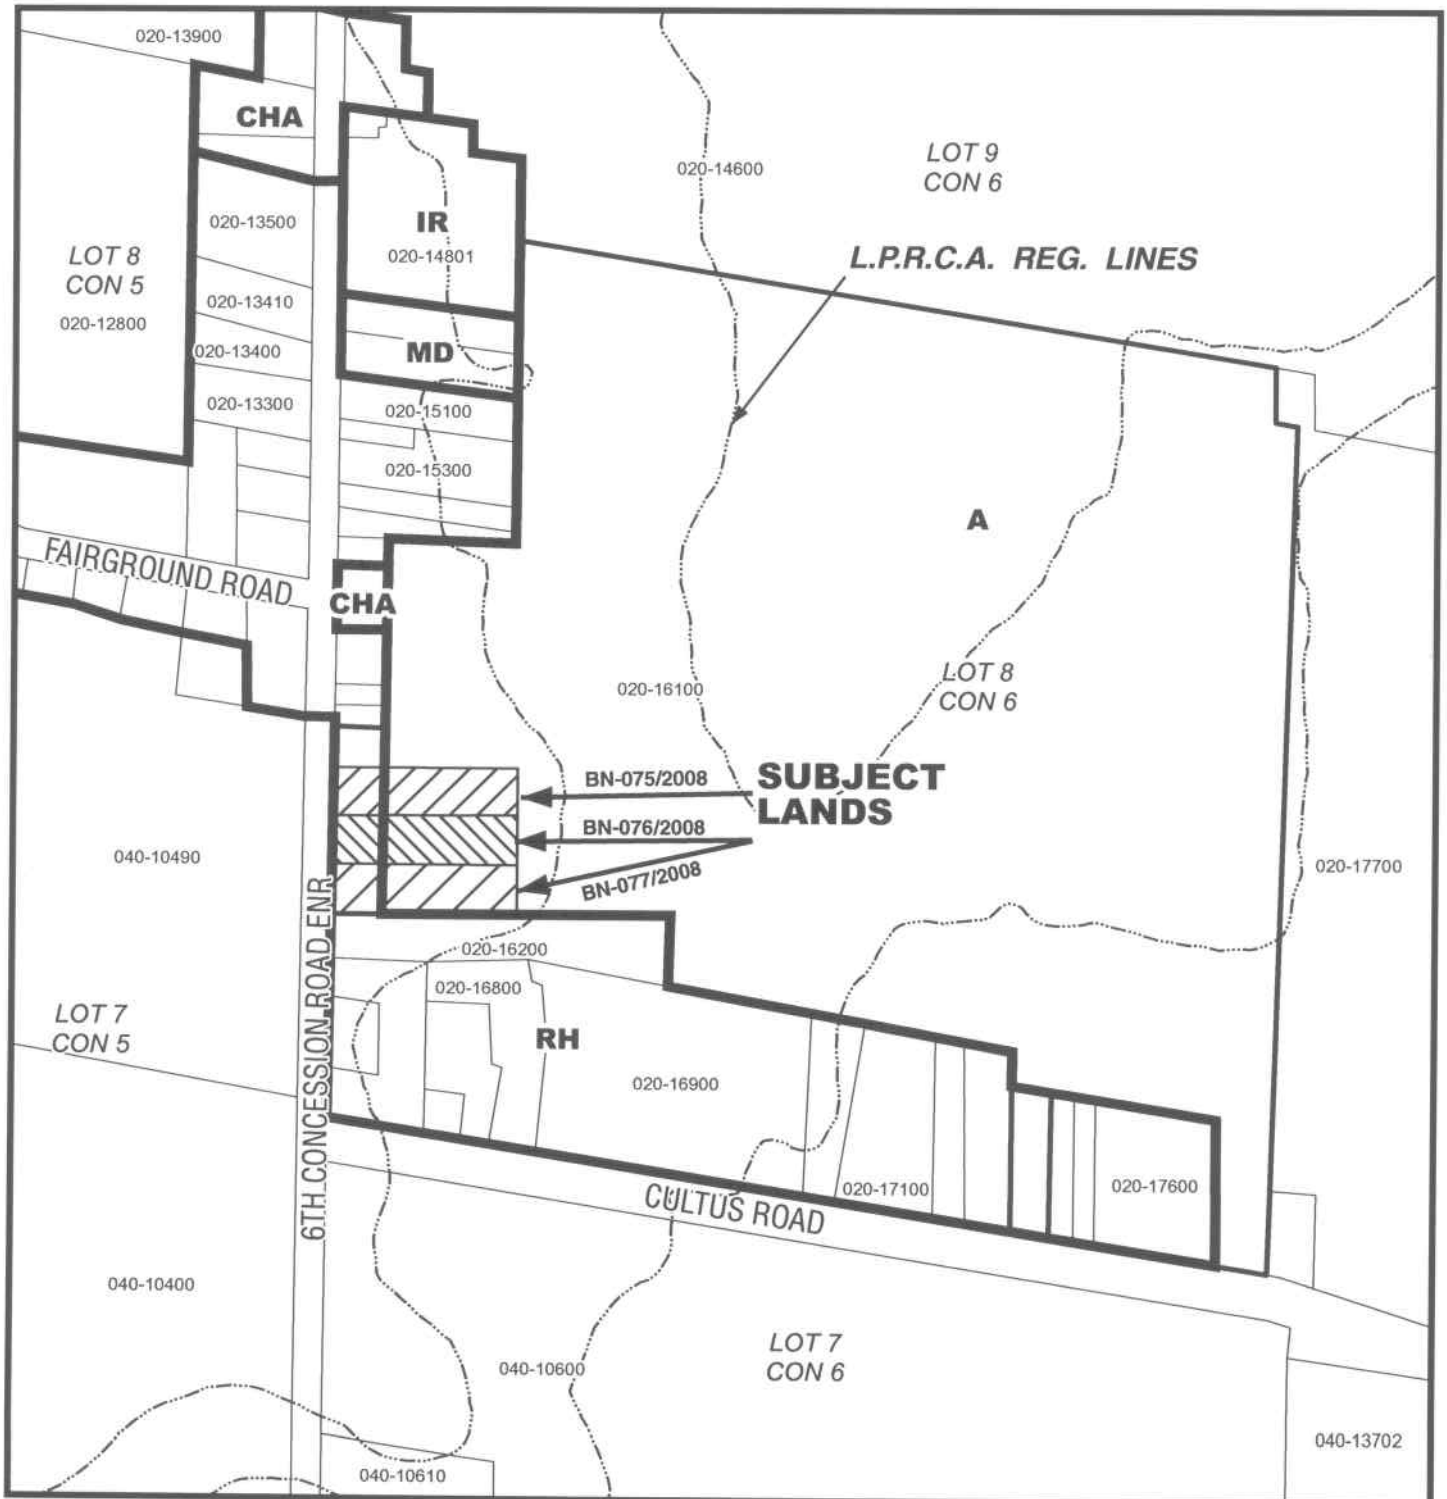 020-13900
CHA
LOT 9
CON 6
020-14600
020-13500
IR
020-14801
LOT 8
CON 5
020-12800
L.P.R.C.A. REG. LINES
020-13410
020-13400
MD
020-13300
020-15100
020-15300
A
FAIRGROUND ROAD
CHA
020-16100
LOT 8
CON 6
BN-075/2008
SUBJECT
LANDS
BN-076/2008
BN-077/2008
040-10490
020-17700
6TH CONCESSION ROAD ENR
020-16200
020-16800
LOT 7
CON 5
RH
020-16900
020-17100
020-17600
CULTUS ROAD
040-10400
040-10600
LOT 7
CON 6
040-13702
040-10610